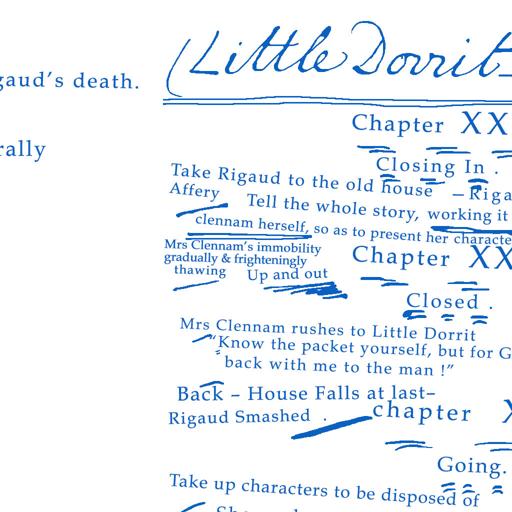 gaud's death.
rally
(Little Dorrit
Chapter XX
Closing In .
Take Rigaud to the old house – Riga
Affery Tell the whole story, working it
clennam herself, so as to present her characte
Mrs Clennam's immobility
gradually & frighteningly
thawing Up and out
Chapter XX
Closed .
Mrs Clennam rushes to Little Dorrit
"Know the packet yourself, but for G
back with me to the man !"
Back – House Falls at last–
Rigaud Smashed .
chapter X
Going.
Take up characters to be disposed of